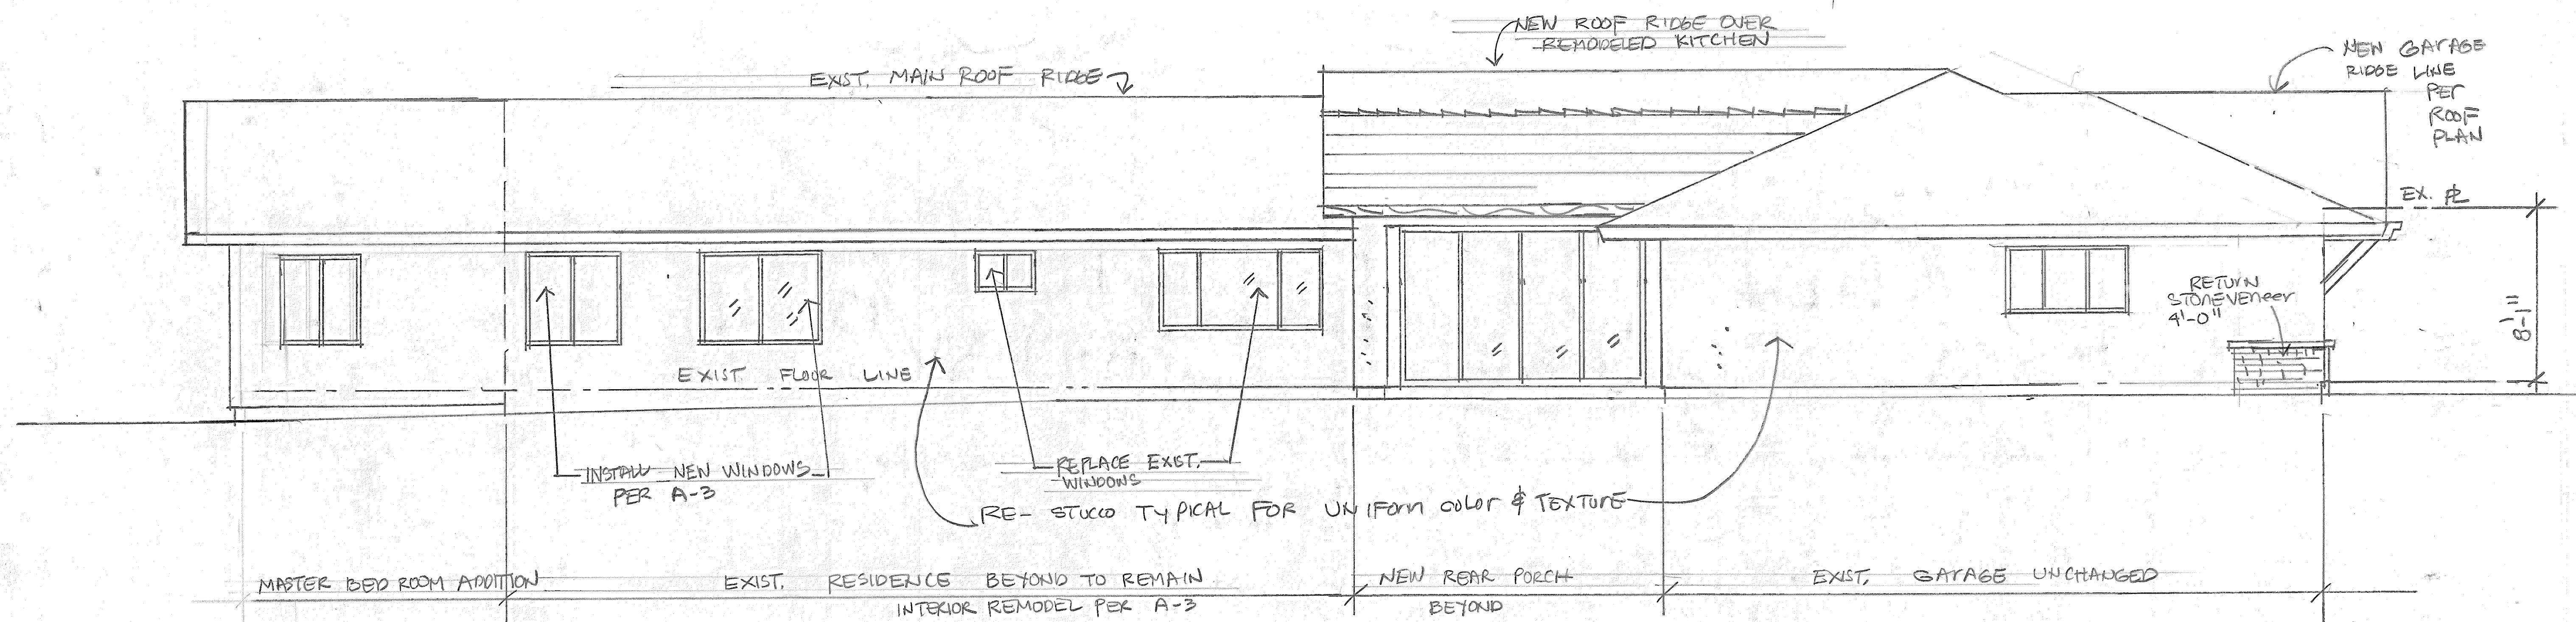 NEW ROOF RIDGE OVER
REMODELED KITCHEN
EXIST. MAIN ROOF RIDGE
NEW GARAGE
RIDGE LINE
PER
ROOF
PLAN
EX. PL
8'-1"
RETURN
STONEVENEER
4'-0"
EXIST. FLOOR LINE
INSTALL NEW WINDOWS
PER A-3
REPLACE EXIST.
WINDOWS
RE-STUCCO TYPICAL FOR UNIFORM COLOR & TEXTURE
MASTER BED ROOM ADDITION
EXIST. RESIDENCE BEYOND TO REMAIN
INTERIOR REMODEL PER A-3
NEW REAR PORCH
BEYOND
EXIST. GARAGE UNCHANGED